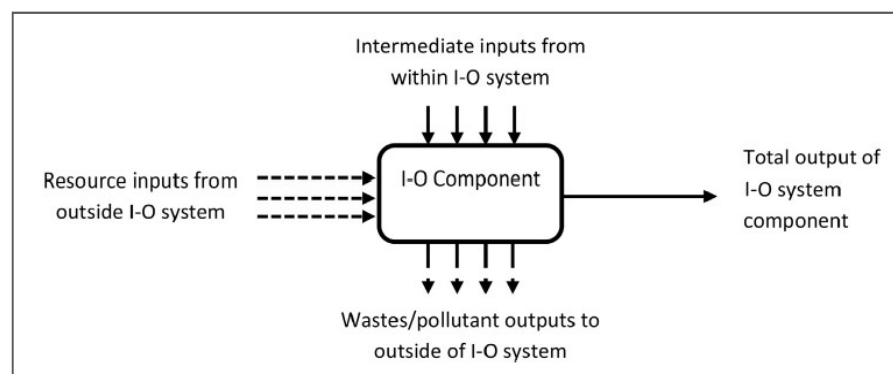 Intermediate inputs from
within I-O system
Resource inputs from
outside I-O system
I-O Component
Total output of
I-O system
component
Wastes/pollutant outputs to
outside of I-O system